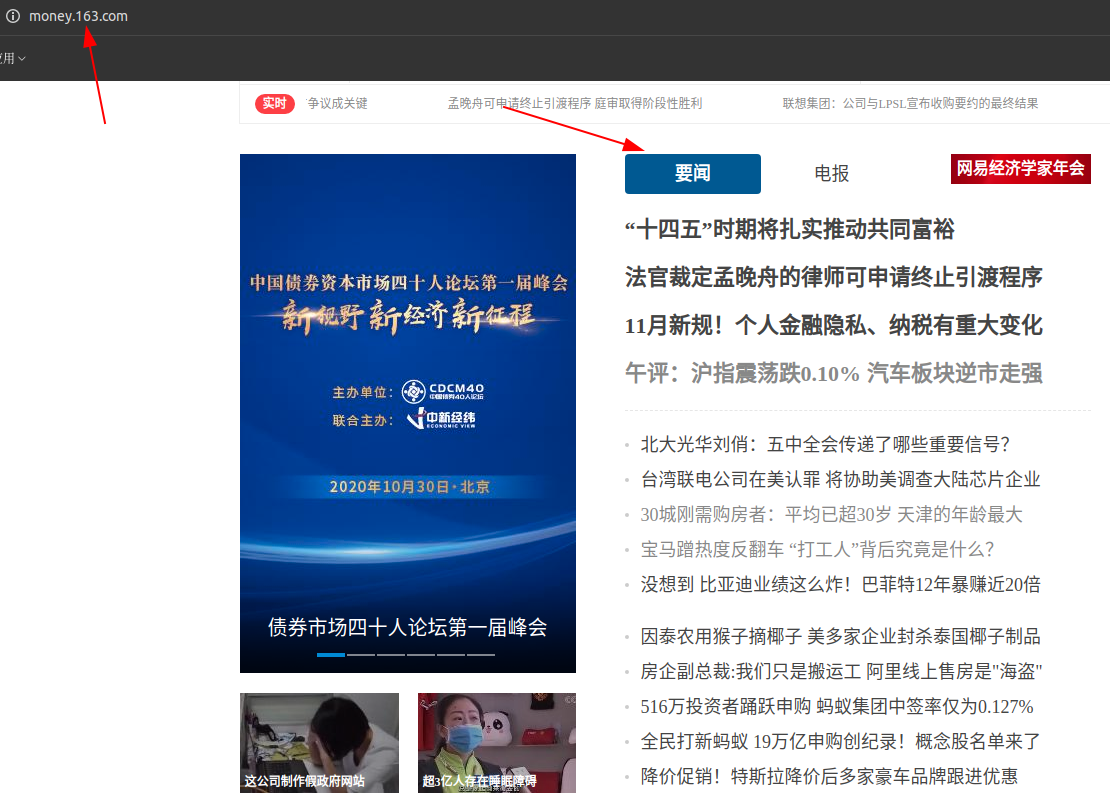 money.163.com
用
实时 争议成关键 孟晚舟可申请终止引渡程序 庭审取得阶段性胜利 联想集团：公司与LPSL宣布收购要约的最终结果
中国债券资本市场四十人论坛第一届峰会
新视野 新经济 新征程
主办单位：CDCM40
中国债券40人论坛
联合主办：中新经纬
ECONOMIC VIEW
2020年10月30日·北京
债券市场四十人论坛第一届峰会
这公司制作假政府网站
超3亿人存在睡眠障碍
要闻 电报 网易经济学家年会
“十四五”时期将扎实推动共同富裕
法官裁定孟晚舟的律师可申请终止引渡程序
11月新规！个人金融隐私、纳税有重大变化
午评：沪指震荡跌0.10% 汽车板块逆市走强
北大光华刘俏：五中全会传递了哪些重要信号？
台湾联电公司在美认罪 将协助美调查大陆芯片企业
30城刚需购房者：平均已超30岁 天津的年龄最大
宝马蹭热度反翻车 “打工人”背后究竟是什么？
没想到 比亚迪业绩这么炸！巴菲特12年暴赚近20倍
因泰农用猴子摘椰子 美多家企业封杀泰国椰子制品
房企副总裁:我们只是搬运工 阿里线上售房是"海盗"
516万投资者踊跃申购 蚂蚁集团中签率仅为0.127%
全民打新蚂蚁 19万亿申购创纪录！概念股名单来了
降价促销！特斯拉降价后多家豪车品牌跟进优惠